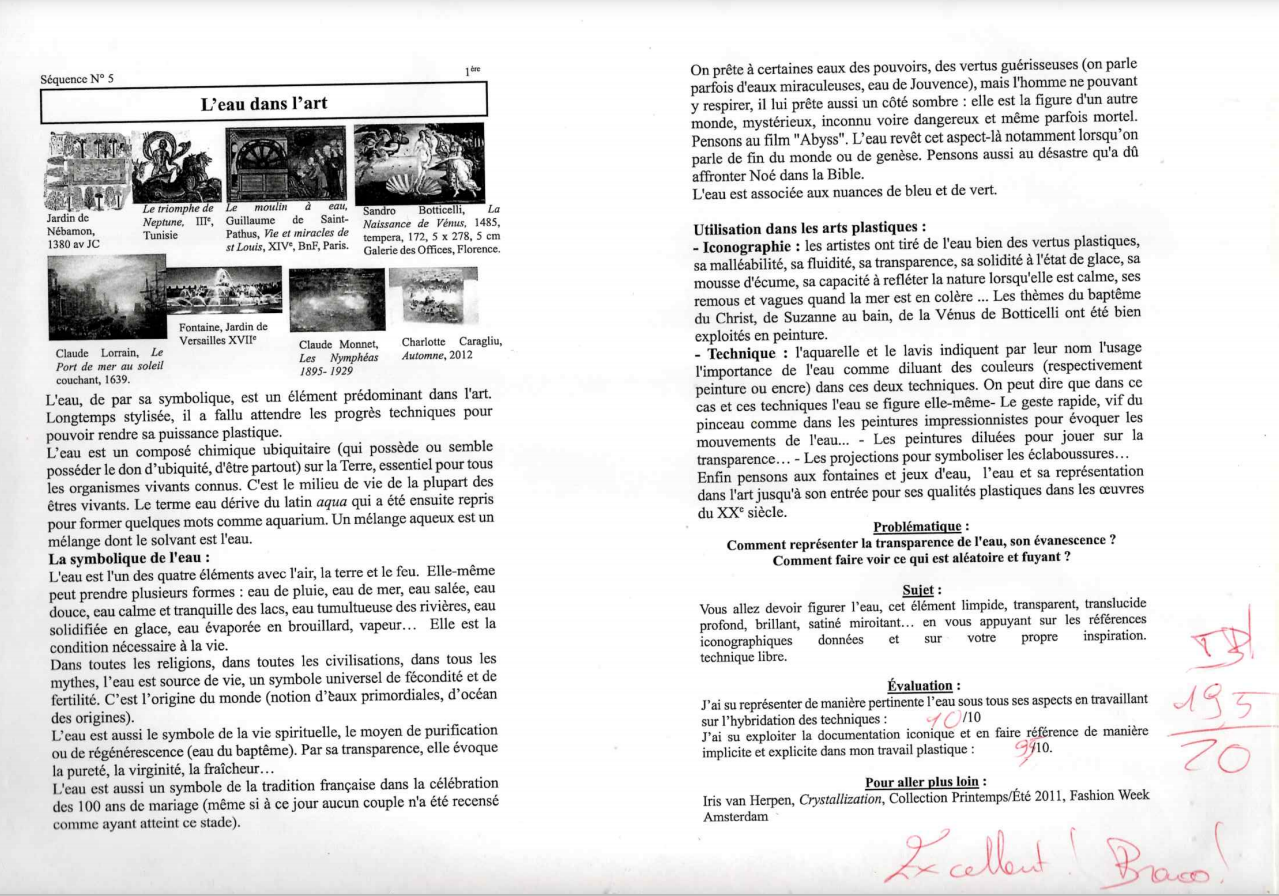 Séquence N° 5
1ère
L'eau dans l'art
Jardin de
Nébamon,
1380 av JC
Le triomphe de
Neptune, IIIe,
Tunisie
Le moulin à eau,
Guillaume de Saint-
Pathus, Vie et miracles de
st Louis, XIVe, BnF, Paris.
Sandro Botticelli, La
Naissance de Vénus, 1485,
tempera, 172, 5 x 278, 5 cm
Galerie des Offices, Florence.
Claude Lorrain, Le
Port de mer au soleil
couchant, 1639.
Fontaine, Jardin de
Versailles XVIIe
Claude Monnet,
Les Nymphéas
1895- 1929
Charlotte Caragliu,
Automne, 2012
L'eau, de par sa symbolique, est un élément prédominant dans l'art.
Longtemps stylisée, il a fallu attendre les progrès techniques pour
pouvoir rendre sa puissance plastique.
L'eau est un composé chimique ubiquitaire (qui possède ou semble
posséder le don d'ubiquité, d'être partout) sur la Terre, essentiel pour tous
les organismes vivants connus. C'est le milieu de vie de la plupart des
êtres vivants. Le terme eau dérive du latin aqua qui a été ensuite repris
pour former quelques mots comme aquarium. Un mélange aqueux est un
mélange dont le solvant est l'eau.
La symbolique de l'eau :
L'eau est l'un des quatre éléments avec l'air, la terre et le feu. Elle-même
peut prendre plusieurs formes : eau de pluie, eau de mer, eau salée, eau
douce, eau calme et tranquille des lacs, eau tumultueuse des rivières, eau
solidifiée en glace, eau évaporée en brouillard, vapeur… Elle est la
condition nécessaire à la vie.
Dans toutes les religions, dans toutes les civilisations, dans tous les
mythes, l'eau est source de vie, un symbole universel de fécondité et de
fertilité. C'est l'origine du monde (notion d'eaux primordiales, d'océan
des origines).
L'eau est aussi le symbole de la vie spirituelle, le moyen de purification
ou de régénérescence (eau du baptême). Par sa transparence, elle évoque
la pureté, la virginité, la fraîcheur…
L'eau est aussi un symbole de la tradition française dans la célébration
des 100 ans de mariage (même si à ce jour aucun couple n'a été recensé
comme ayant atteint ce stade).
On prête à certaines eaux des pouvoirs, des vertus guérisseuses (on parle
parfois d'eaux miraculeuses, eau de Jouvence), mais l'homme ne pouvant
y respirer, il lui prête aussi un côté sombre : elle est la figure d'un autre
monde, mystérieux, inconnu voire dangereux et même parfois mortel.
Pensons au film "Abyss". L'eau revêt cet aspect-là notamment lorsqu'on
parle de fin du monde ou de genèse. Pensons aussi au désastre qu'a dû
affronter Noé dans la Bible.
L'eau est associée aux nuances de bleu et de vert.
Utilisation dans les arts plastiques :
- Iconographie : les artistes ont tiré de l'eau bien des vertus plastiques,
sa malléabilité, sa fluidité, sa transparence, sa solidité à l'état de glace, sa
mousse d'écume, sa capacité à refléter la nature lorsqu'elle est calme, ses
remous et vagues quand la mer est en colère ... Les thèmes du baptême
du Christ, de Suzanne au bain, de la Vénus de Botticelli ont été bien
exploités en peinture.
- Technique : l'aquarelle et le lavis indiquent par leur nom l'usage
l'importance de l'eau comme diluant des couleurs (respectivement
peinture ou encre) dans ces deux techniques. On peut dire que dans ce
cas et ces techniques l'eau se figure elle-même- Le geste rapide, vif du
pinceau comme dans les peintures impressionnistes pour évoquer les
mouvements de l'eau... - Les peintures diluées pour jouer sur la
transparence… - Les projections pour symboliser les éclaboussures…
Enfin pensons aux fontaines et jeux d'eau, l'eau et sa représentation
dans l'art jusqu'à son entrée pour ses qualités plastiques dans les œuvres
du XXe siècle.
Problématique :
Comment représenter la transparence de l'eau, son évanescence ?
Comment faire voir ce qui est aléatoire et fuyant ?
Sujet :
Vous allez devoir figurer l'eau, cet élément limpide, transparent, translucide
profond, brillant, satiné miroitant… en vous appuyant sur les références
iconographiques données et sur votre propre inspiration.
technique libre.
TB!
19,5
20
Évaluation :
J'ai su représenter de manière pertinente l'eau sous tous ses aspects en travaillant
sur l'hybridation des techniques : 10/10
J'ai su exploiter la documentation iconique et en faire référence de manière
implicite et explicite dans mon travail plastique : 95/10.
Pour aller plus loin :
Iris van Herpen, Crystallization, Collection Printemps/Été 2011, Fashion Week
Amsterdam
Excellent ! Bravo !